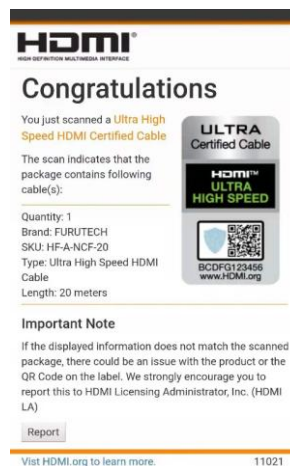 HDMI®
HIGH DEFINITION MULTIMEDIA INTERFACE
Congratulations
You just scanned a Ultra High
Speed HDMI Certified Cable
The scan indicates that the
package contains following
cable(s):
Quantity: 1
Brand: FURUTECH
SKU: HF-A-NCF-20
Type: Ultra High Speed HDMI
Cable
Length: 20 meters
ULTRA
Certified Cable
HDMI™
ULTRA
HIGH SPEED
BCDFG123456
www.HDMI.org
Important Note
If the displayed information does not match the scanned
package, there could be an issue with the product or the
QR Code on the label. We strongly encourage you to
report this to HDMI Licensing Administrator, Inc. (HDMI
LA)
Report
Vist HDMI.org to learn more.
11021